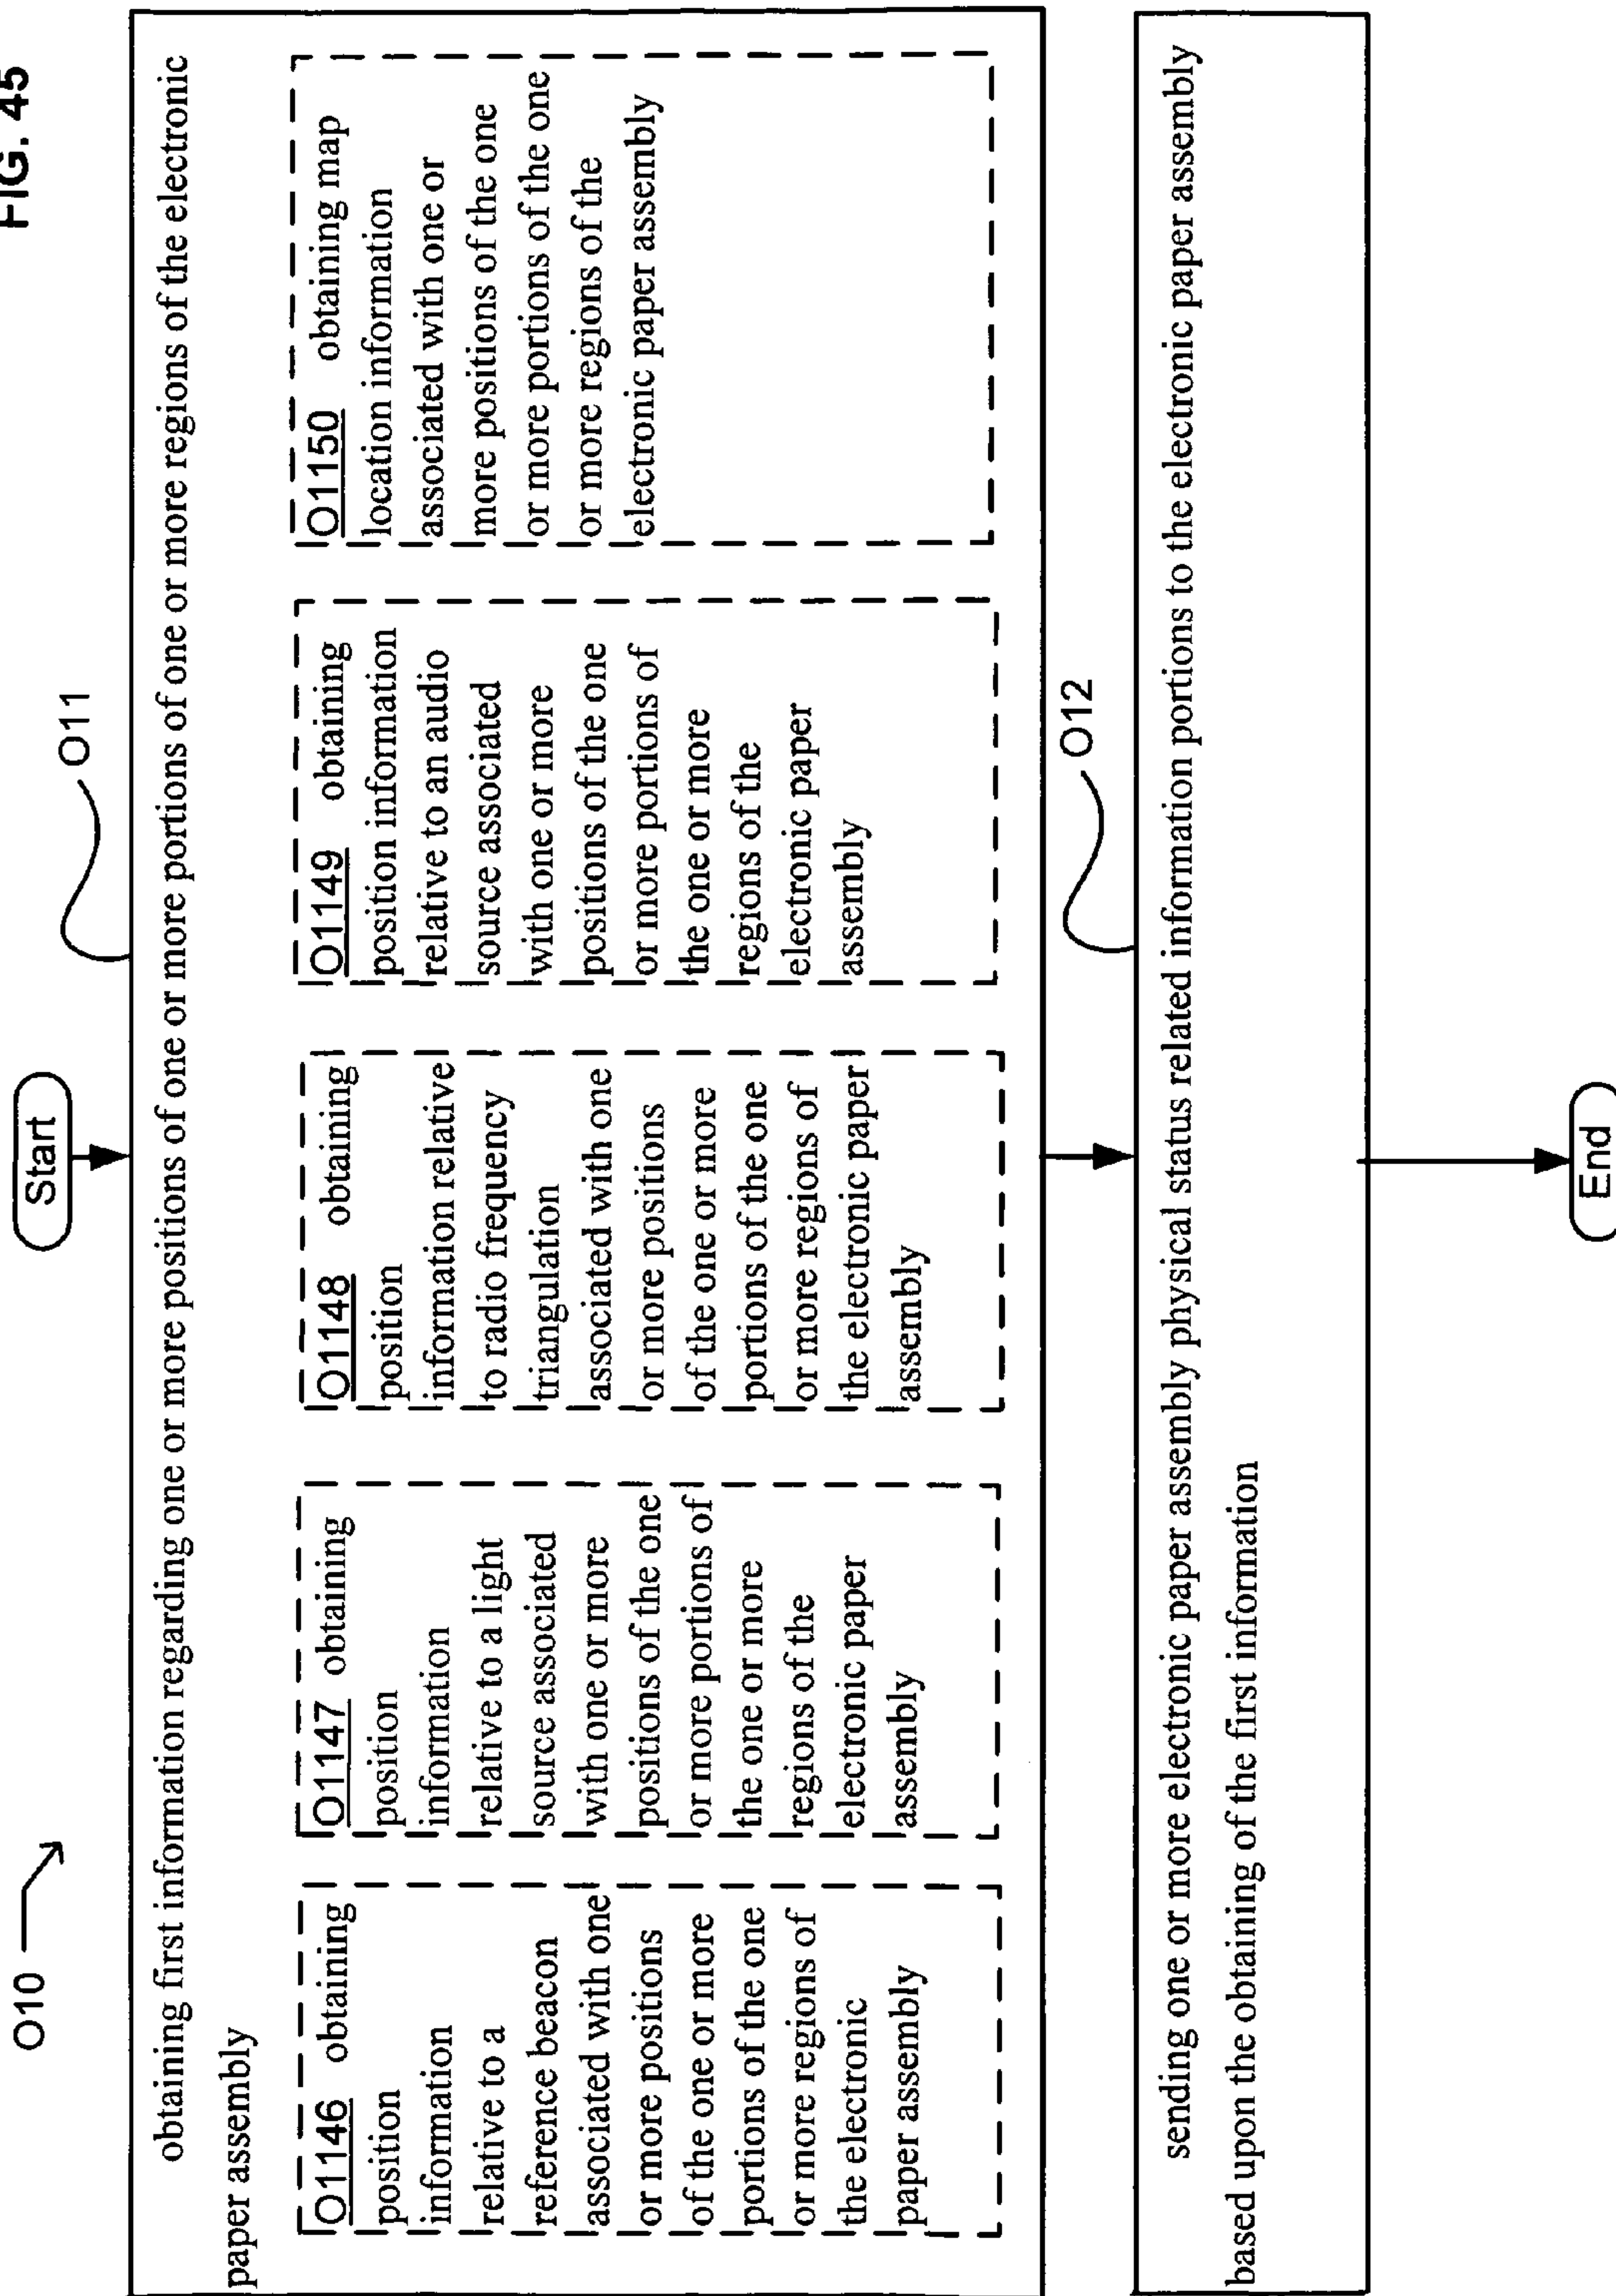 FIG. 45
O10
Start
O11
obtaining first information regarding one or more positions of one or more portions of one or more regions of the electronic
paper assembly
O1146 obtaining
position
information
relative to a
reference beacon
associated with one
or more positions
of the one or more
portions of the one
or more regions of
the electronic
paper assembly
O1147 obtaining
position
information
relative to a light
source associated
with one or more
positions of the one
or more portions of
the one or more
regions of the
electronic paper
assembly
O1148 obtaining
position
information relative
to radio frequency
triangulation
associated with one
or more positions
of the one or more
portions of the one
or more regions of
the electronic paper
assembly
O1149 obtaining
position information
relative to an audio
source associated
with one or more
positions of the one
or more portions of
the one or more
regions of the
electronic paper
assembly
O1150 obtaining map
location information
associated with one or
more positions of the one
or more portions of the one
or more regions of the
electronic paper assembly
O12
sending one or more electronic paper assembly physical status related information portions to the electronic paper assembly
based upon the obtaining of the first information
End